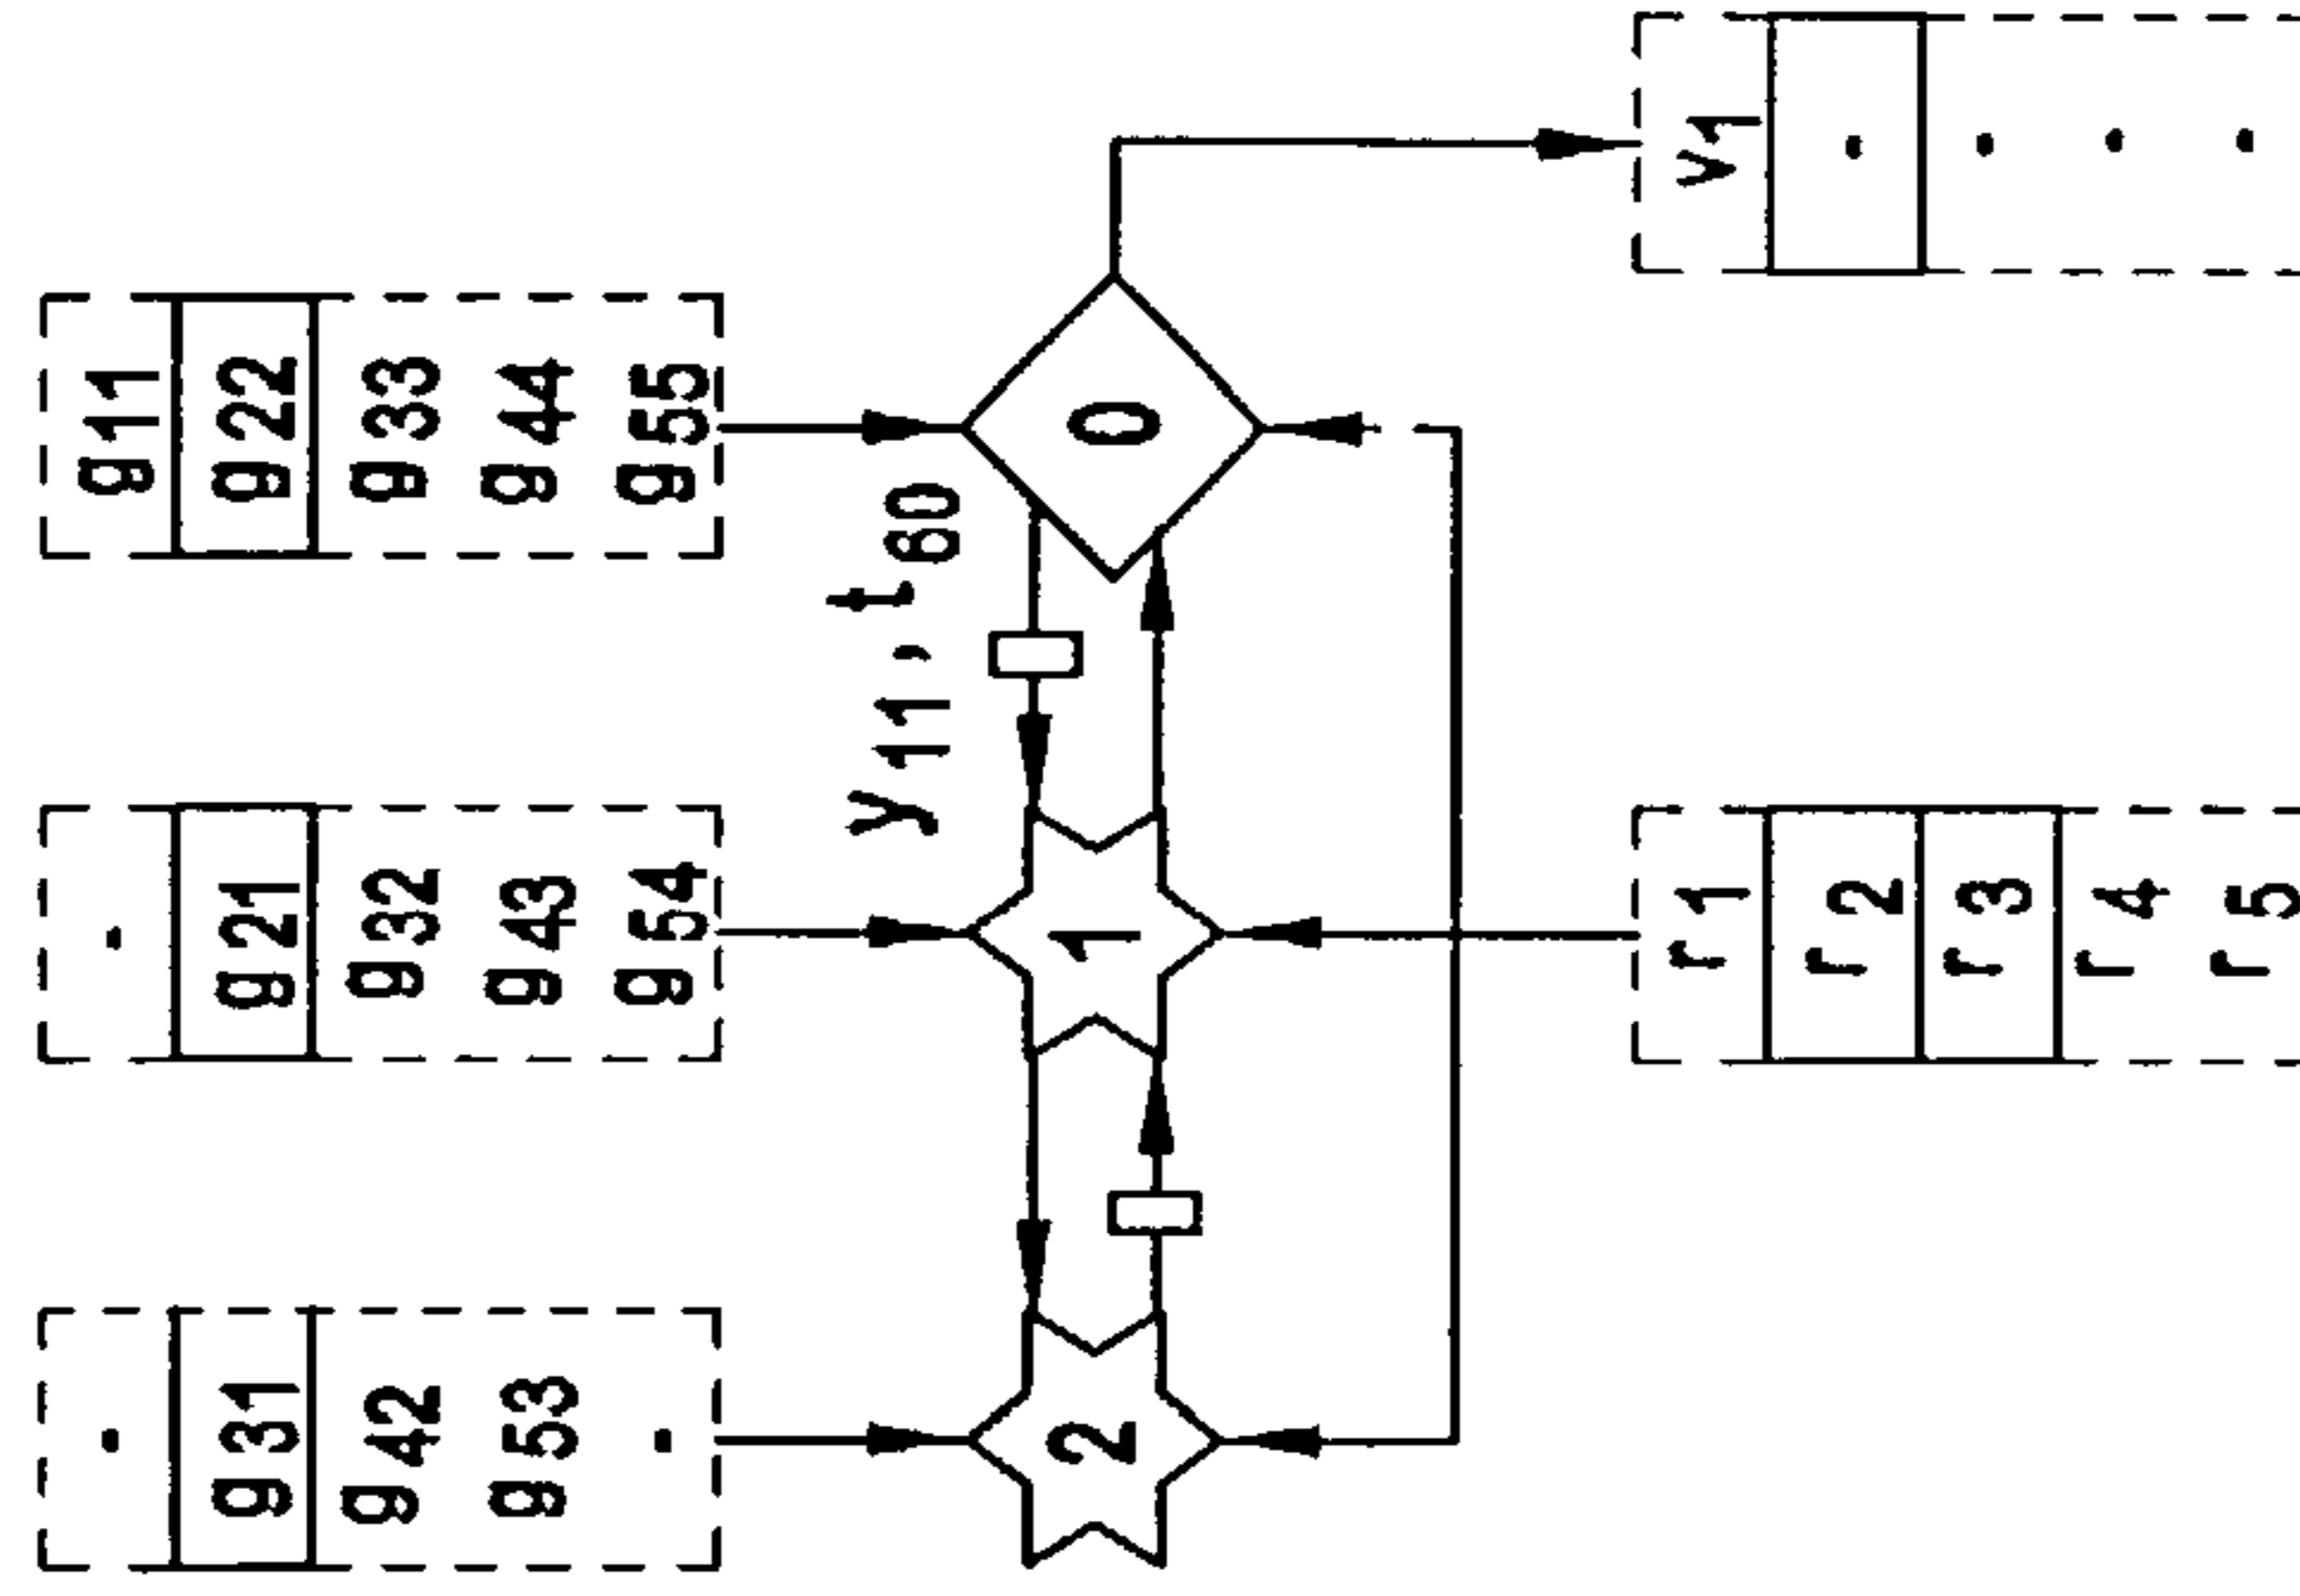 . . g11
g31 g21 g22
g42 g32 g33
g53 g43 g44
. g54 g55
y11, t60
2 1 0
r1 v1
r2 .
r3 .
r4 .
r5 .